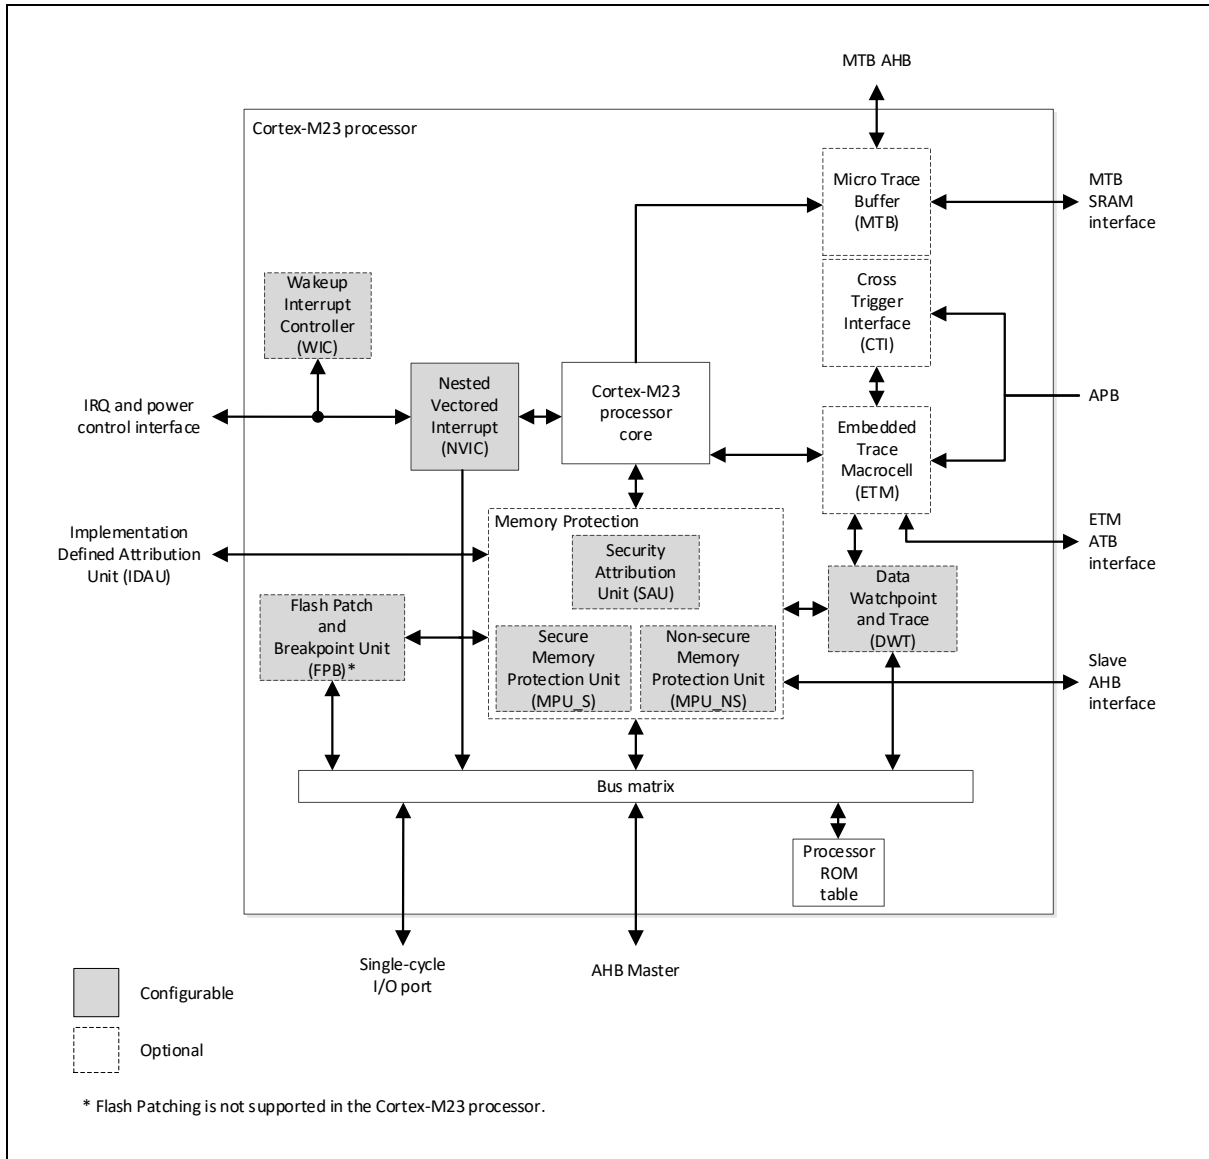 MTB AHB
Cortex-M23 processor
Micro Trace
Buffer
(MTB)
MTB
SRAM
interface
Wakeup
Interrupt
Controller
(WIC)
Cross
Trigger
Interface
(CTI)
IRQ and power
control interface
Nested
Vectored
Interrupt
(NVIC)
Cortex-M23
processor
core
APB
Embedded
Trace
Macrocell
(ETM)
Implementation
Defined Attribution
Unit (IDAU)
Memory Protection
Security
Attribution
Unit (SAU)
ETM
ATB
interface
Flash Patch
and
Breakpoint Unit
(FPB)*
Data
Watchpoint
and Trace
(DWT)
Secure
Memory
Protection Unit
(MPU_S)
Non-secure
Memory
Protection Unit
(MPU_NS)
Slave
AHB
interface
Bus matrix
Processor
ROM
table
Single-cycle
I/O port
AHB Master
Configurable
Optional
* Flash Patching is not supported in the Cortex-M23 processor.